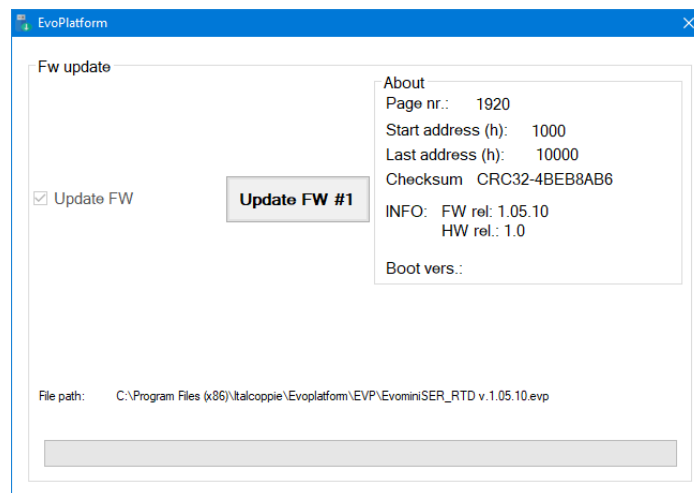 EvoPlatform
Fw update
About
Page nr.: 1920
Start address (h): 1000
Last address (h): 10000
Checksum CRC32-4BEB8AB6
Update FW
Update FW #1
INFO: FW rel: 1.05.10
HW rel.: 1.0
Boot vers.:
File path: C:\Program Files (x86)\Italcoppie\Evoplatform\EVP\EvominiSER_RTD v.1.05.10.evp